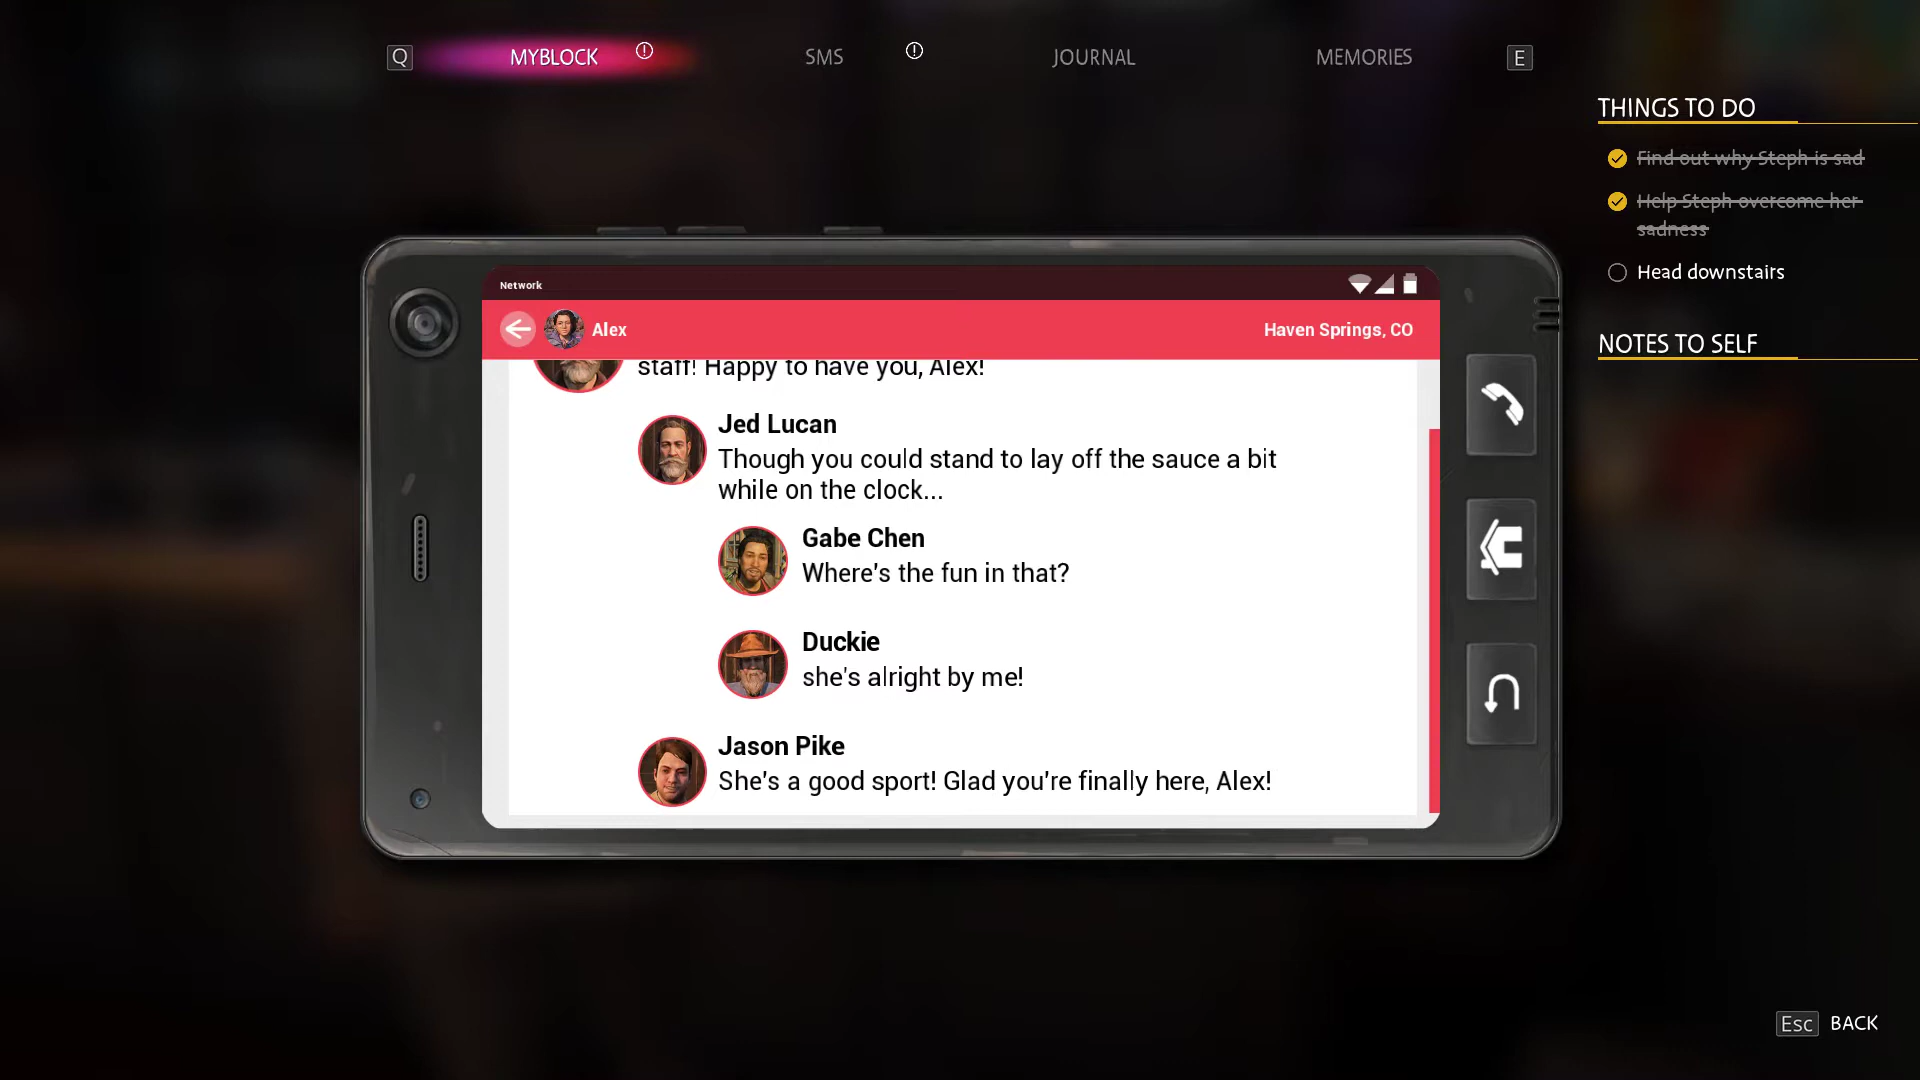 Q MYBLOCK SMS JOURNAL MEMORIES E
THINGS TO DO
Find out why Steph is sad
Help Steph overcome her
sadness
Head downstairs
NOTES TO SELF
Network
Alex Haven Springs, CO
staff! Happy to have you, Alex!
Jed Lucan
Though you could stand to lay off the sauce a bit
while on the clock...
Gabe Chen
Where's the fun in that?
Duckie
she's alright by me!
Jason Pike
She's a good sport! Glad you're finally here, Alex!
Esc BACK